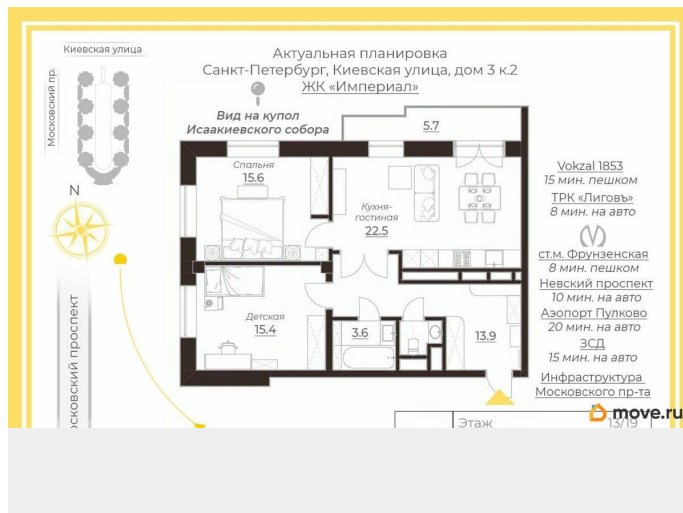 Киевская улица
Московский пр.
Актуальная планировка
Санкт-Петербург, Киевская улица, дом 3 к.2
ЖК «Империал»
Вид на купол
Исаакиевского собора
5.7
Спальня
15.6
Кухня-
гостиная
22.5
Детская
15.4
3.6
13.9
N
осковский проспект
Vokzal 1853
15 мин. пешком
ТРК «Лиговъ»
8 мин. на авто
ст.м. Фрунзенская
8 мин. пешком
Невский проспект
10 мин. на авто
Аэопорт Пулково
20 мин. на авто
ЗСД
15 мин. на авто
Инфраструктура
Московского пр-та
move.ru
Этаж
13/19